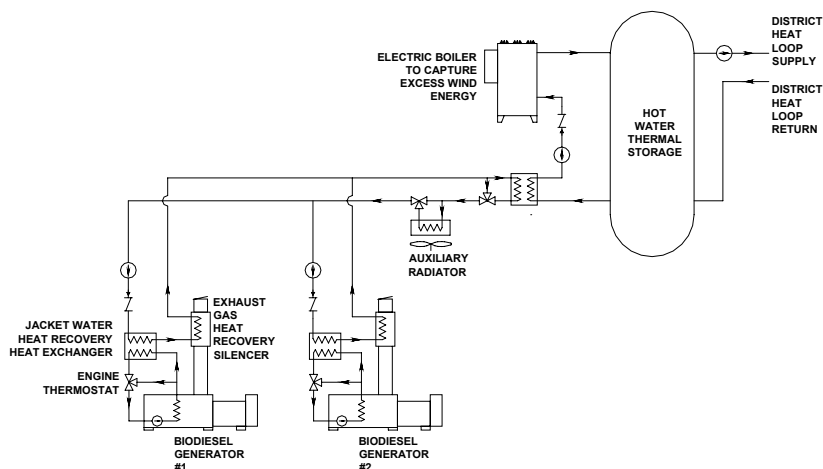 DISTRICT
HEAT
LOOP
SUPPLY
ELECTRIC BOILER
TO CAPTURE
EXCESS WIND
ENERGY
DISTRICT
HEAT
LOOP
RETURN
HOT
WATER
THERMAL
STORAGE
AUXILIARY
RADIATOR
EXHAUST
GAS
HEAT
RECOVERY
SILENCER
JACKET WATER
HEAT RECOVERY
HEAT EXCHANGER
ENGINE
THERMOSTAT
BIODIESEL
GENERATOR
#1
BIODIESEL
GENERATOR
#2